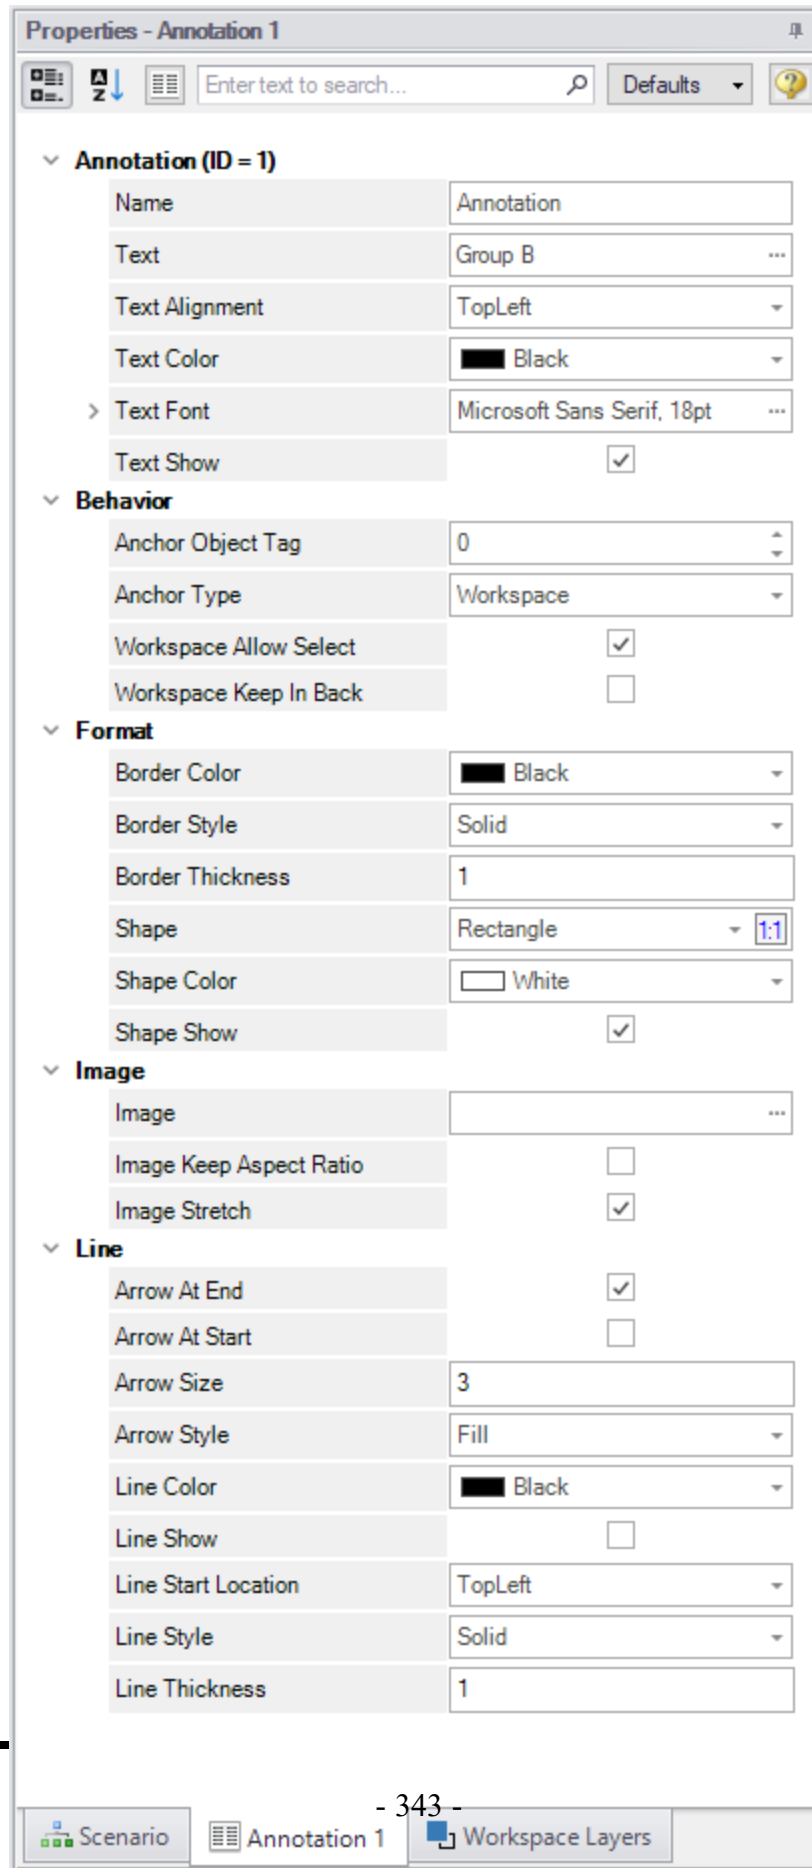 Properties - Annotation 1
Enter text to search... Defaults
Annotation (ID = 1)
Name Annotation
Text Group B ...
Text Alignment TopLeft
Text Color Black
Text Font Microsoft Sans Serif, 18pt ...
Text Show
Behavior
Anchor Object Tag 0
Anchor Type Workspace
Workspace Allow Select
Workspace Keep In Back
Format
Border Color Black
Border Style Solid
Border Thickness 1
Shape Rectangle 1:1
Shape Color White
Shape Show
Image
Image ...
Image Keep Aspect Ratio
Image Stretch
Line
Arrow At End
Arrow At Start
Arrow Size 3
Arrow Style Fill
Line Color Black
Line Show
Line Start Location TopLeft
Line Style Solid
Line Thickness 1
- 343 -
Scenario Annotation 1 Workspace Layers